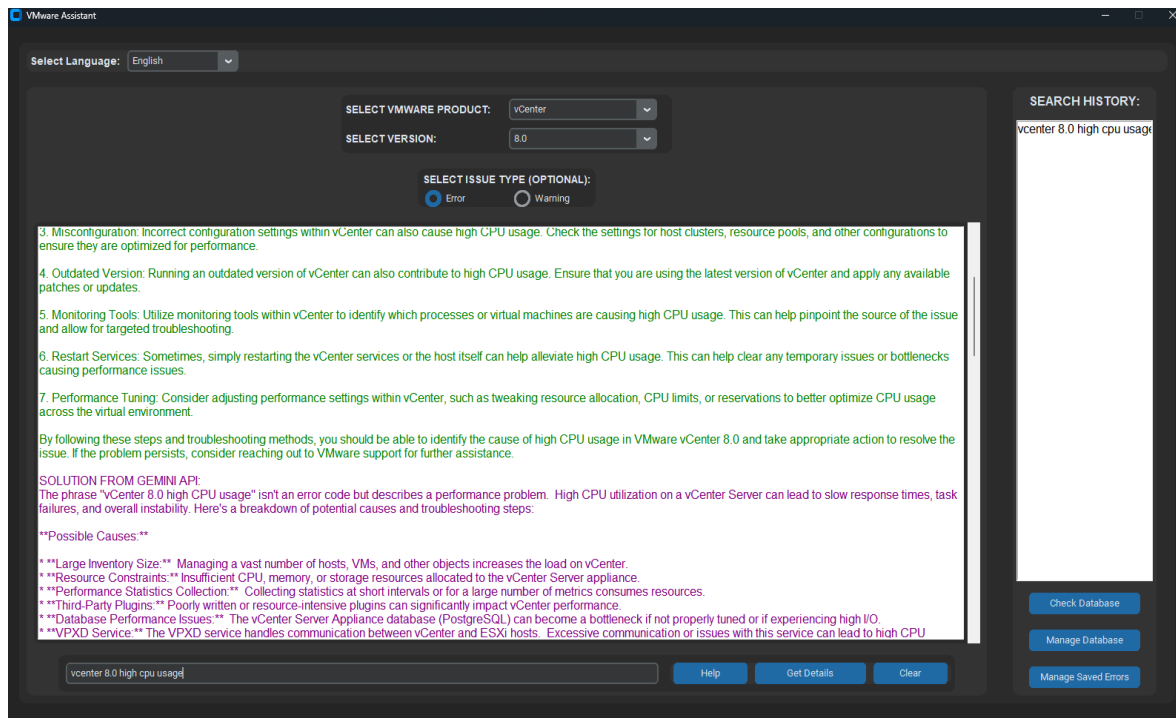 VMware Assistant
Select Language:
English
SELECT VMWARE PRODUCT:
vCenter
SELECT VERSION:
8.0
SELECT ISSUE TYPE (OPTIONAL):
Error
Warning
3. Misconfiguration: Incorrect configuration settings within vCenter can also cause high CPU usage. Check the settings for host clusters, resource pools, and other configurations to
ensure they are optimized for performance.
4. Outdated Version: Running an outdated version of vCenter can also contribute to high CPU usage. Ensure that you are using the latest version of vCenter and apply any available
patches or updates.
5. Monitoring Tools: Utilize monitoring tools within vCenter to identify which processes or virtual machines are causing high CPU usage. This can help pinpoint the source of the issue
and allow for targeted troubleshooting.
6. Restart Services: Sometimes, simply restarting the vCenter services or the host itself can help alleviate high CPU usage. This can help clear any temporary issues or bottlenecks
causing performance issues.
7. Performance Tuning: Consider adjusting performance settings within vCenter, such as tweaking resource allocation, CPU limits, or reservations to better optimize CPU usage
across the virtual environment.
By following these steps and troubleshooting methods, you should be able to identify the cause of high CPU usage in VMware vCenter 8.0 and take appropriate action to resolve the
issue. If the problem persists, consider reaching out to VMware support for further assistance.
SOLUTION FROM GEMINI API:
The phrase "vCenter 8.0 high CPU usage" isn't an error code but describes a performance problem. High CPU utilization on a vCenter Server can lead to slow response times, task
failures, and overall instability. Here's a breakdown of potential causes and troubleshooting steps:
**Possible Causes:**
* **Large Inventory Size:** Managing a vast number of hosts, VMs, and other objects increases the load on vCenter.
* **Resource Constraints:** Insufficient CPU, memory, or storage resources allocated to the vCenter Server appliance.
* **Performance Statistics Collection:** Collecting statistics at short intervals or for a large number of metrics consumes resources.
* **Third-Party Plugins:** Poorly written or resource-intensive plugins can significantly impact vCenter performance.
* **Database Performance Issues:** The vCenter Server Appliance database (PostgreSQL) can become a bottleneck if not properly tuned or if experiencing high I/O.
* **VPXD Service:** The VPXD service handles communication between vCenter and ESXi hosts. Excessive communication or issues with this service can lead to high CPU
vcenter 8.0 high cpu usage
Help
Get Details
Clear
SEARCH HISTORY:
vcenter 8.0 high cpu usage
Check Database
Manage Database
Manage Saved Errors